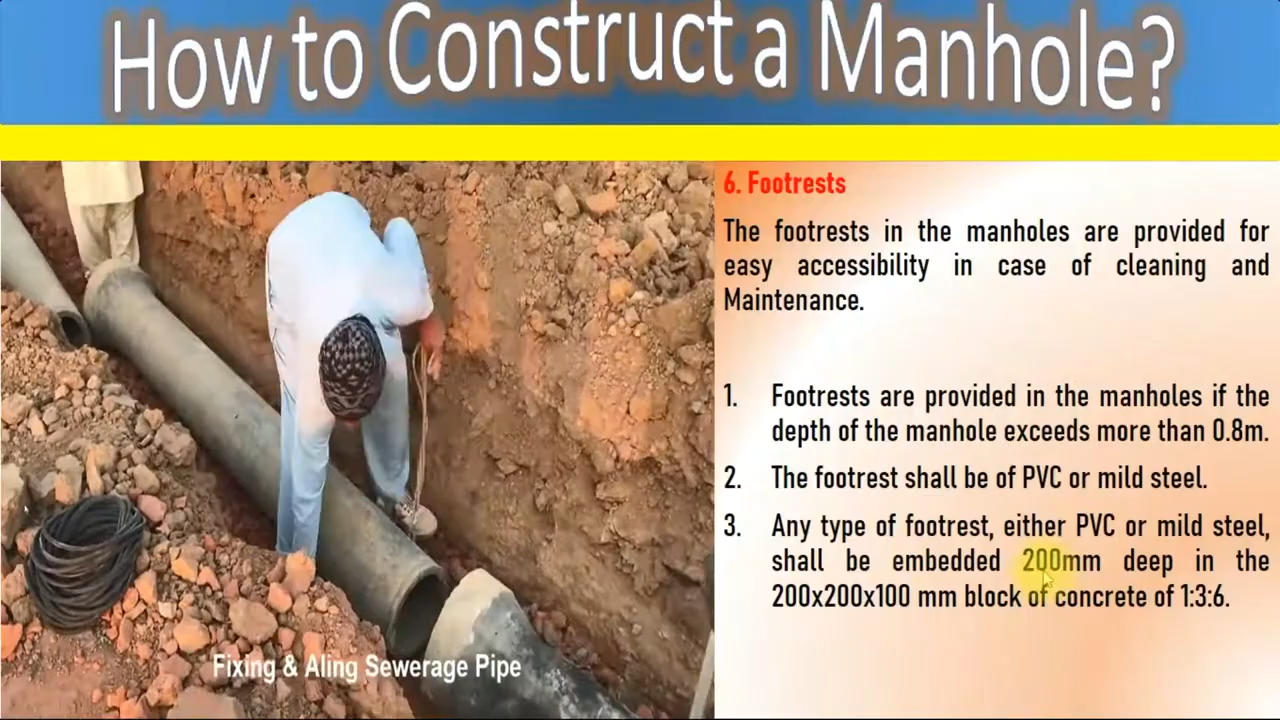 How to Construct a Manhole?
6. Footrests
The footrests in the manholes are provided for
easy accessibility in case of cleaning and
Maintenance.
1. Footrests are provided in the manholes if the
depth of the manhole exceeds more than 0.8m.
2. The footrest shall be of PVC or mild steel.
3. Any type of footrest, either PVC or mild steel,
shall be embedded 200mm deep in the
200x200x100 mm block of concrete of 1:3:6.
Fixing & Aling Sewerage Pipe